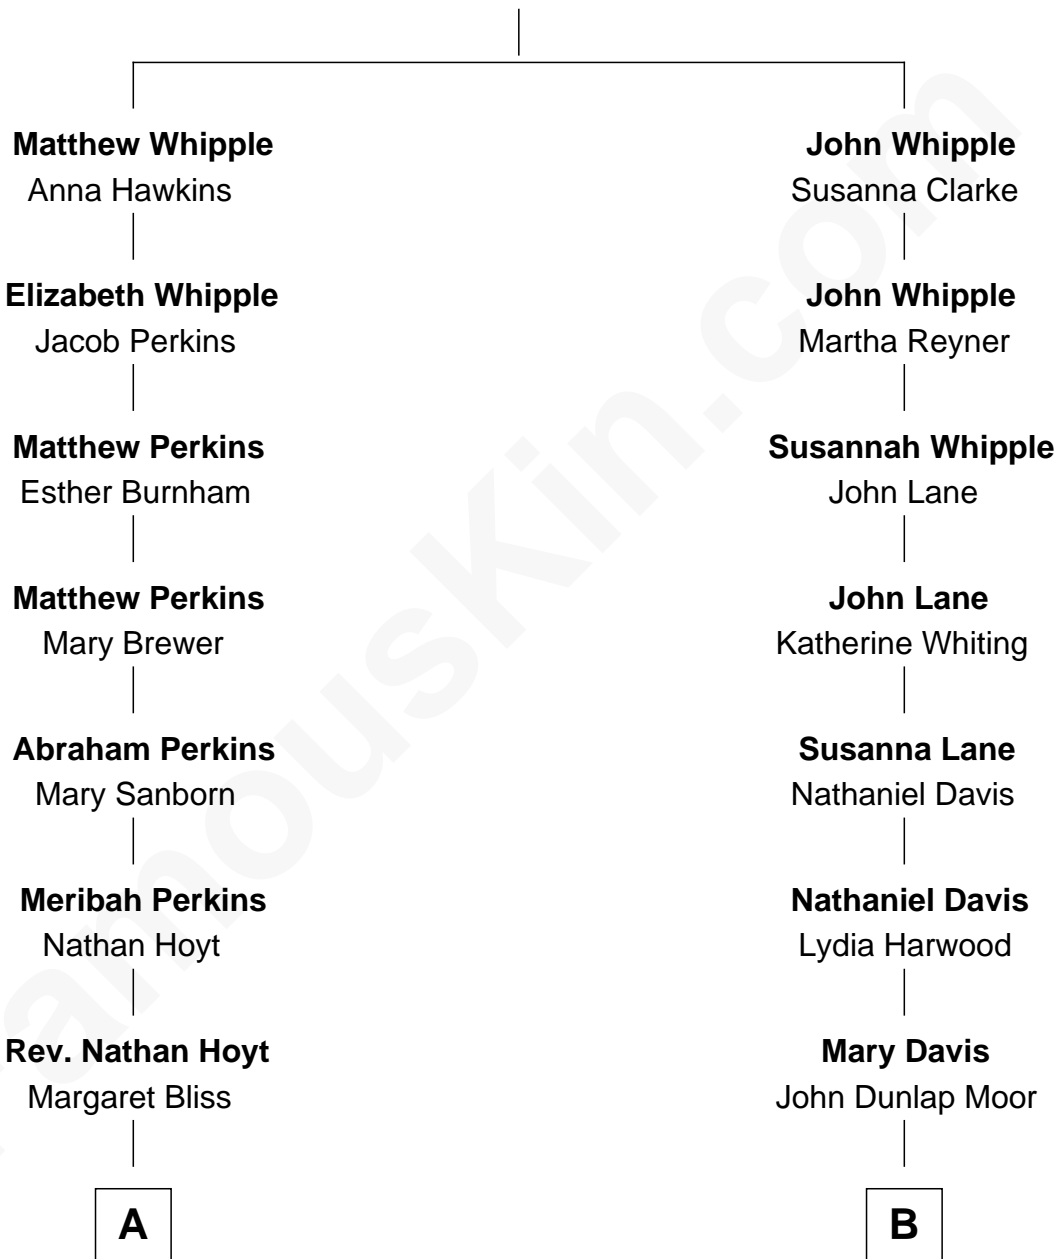 Matthew Whipple
Anna Hawkins
Elizabeth Whipple
Jacob Perkins
Matthew Perkins
Esther Burnham
Matthew Perkins
Mary Brewer
Abraham Perkins
Mary Sanborn
Meribah Perkins
Nathan Hoyt
Rev. Nathan Hoyt
Margaret Bliss
A
John Whipple
Susanna Clarke
John Whipple
Martha Reyner
Susannah Whipple
John Lane
John Lane
Katherine Whiting
Susanna Lane
Nathaniel Davis
Nathaniel Davis
Lydia Harwood
Mary Davis
John Dunlap Moor
B
FamousKin.com